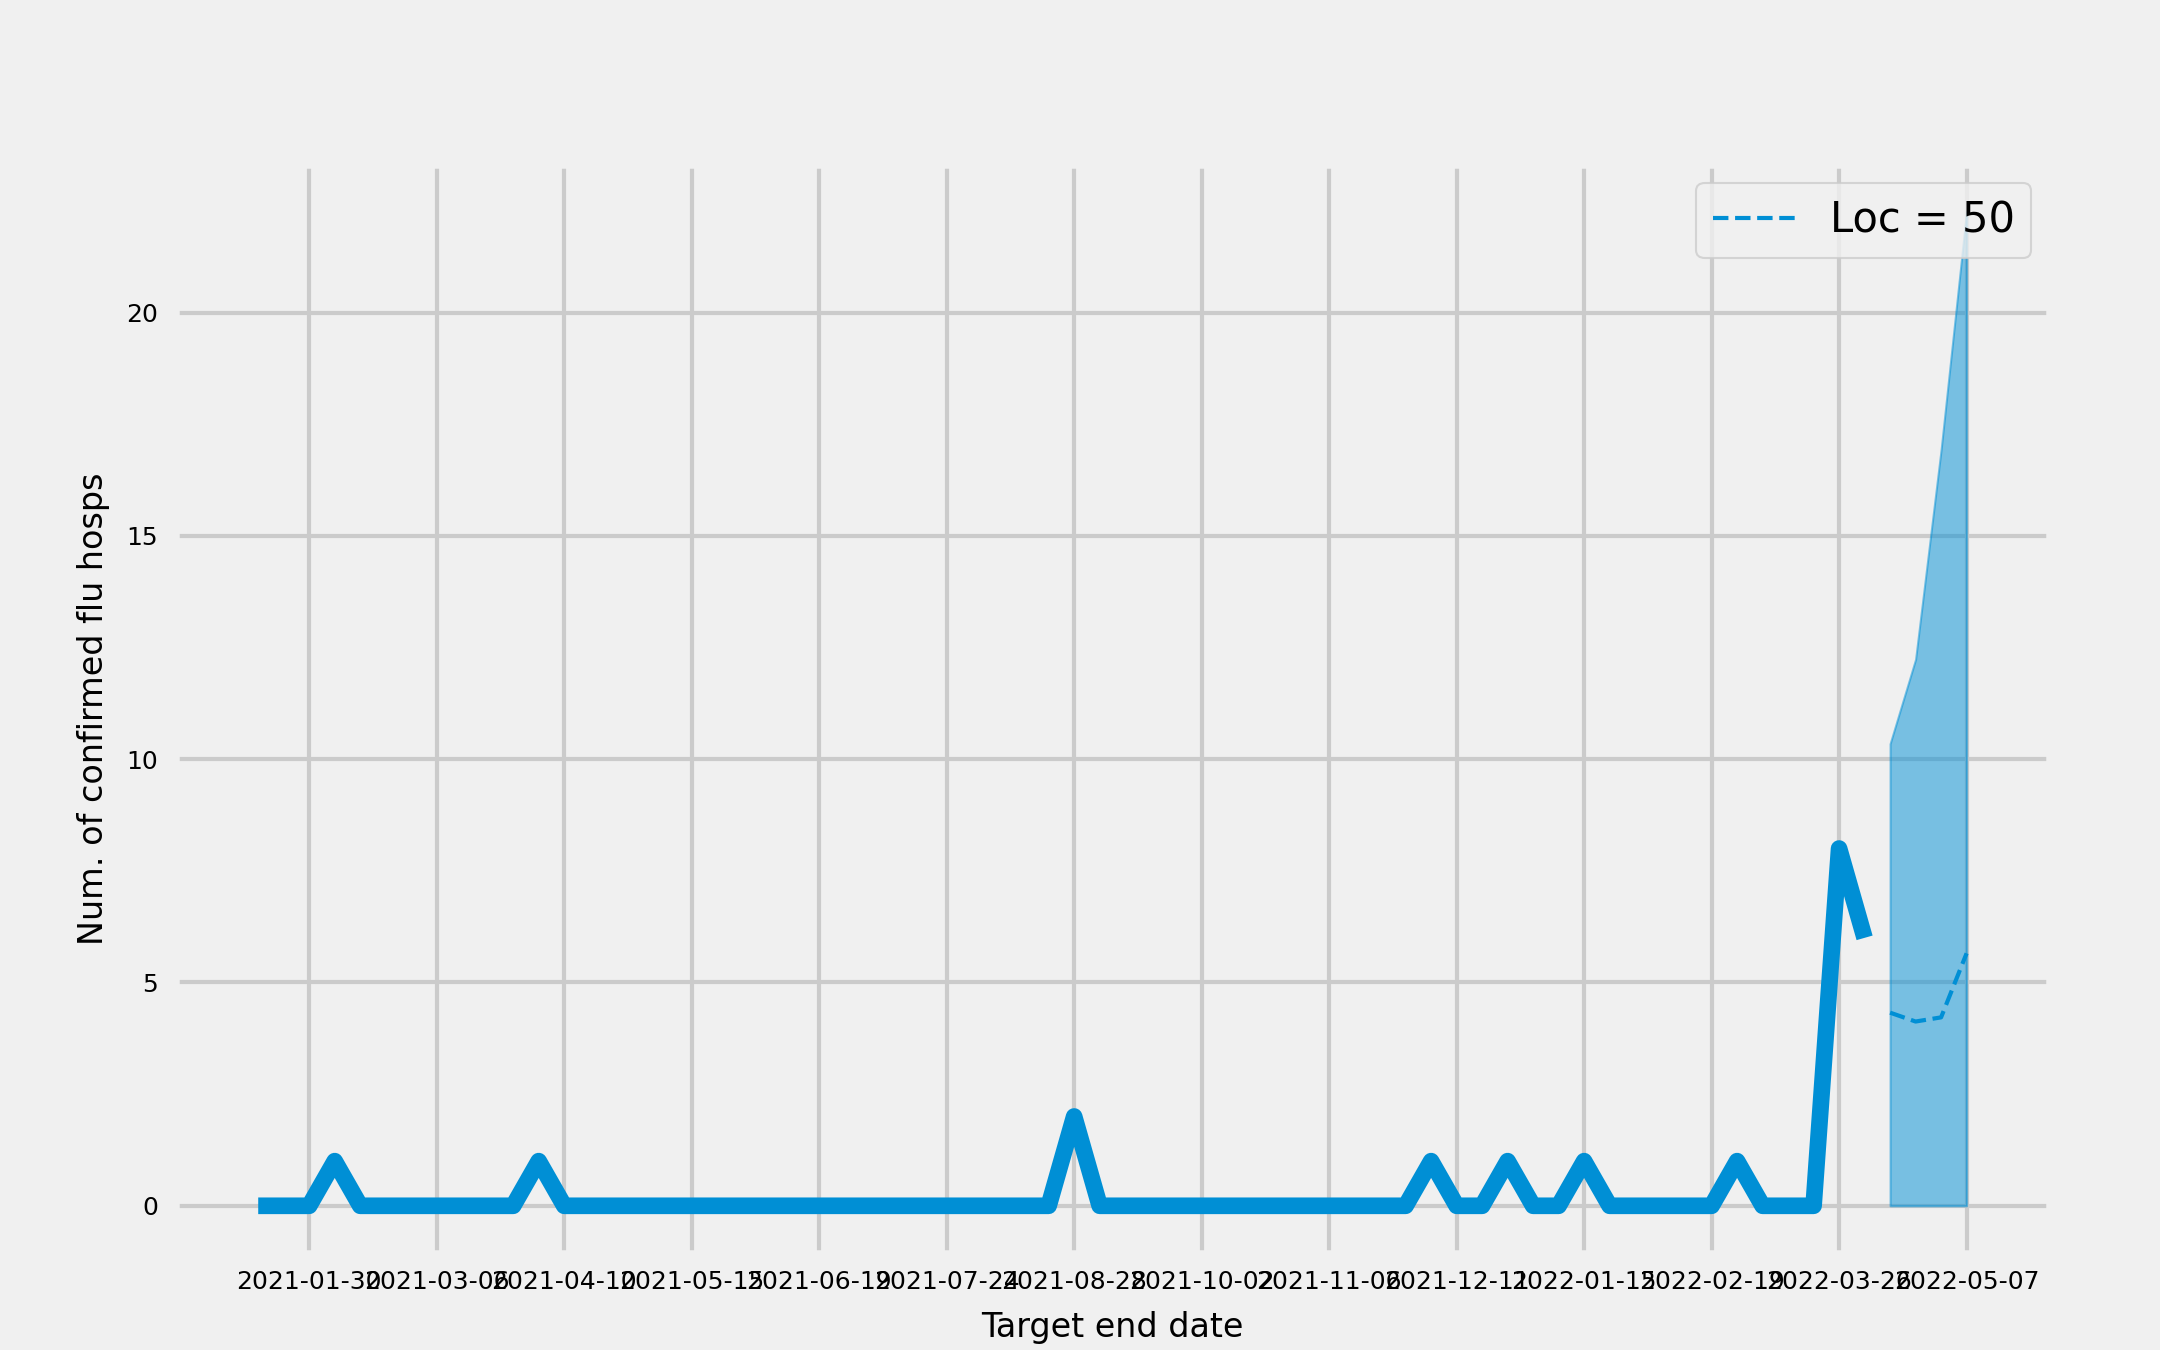 Loc = 50
20
15
10
5
0
Num. of confirmed flu hosps
2021-01-30 2021-03-06 2021-04-10 2021-05-15 2021-06-19 2021-07-24 2021-08-28 2021-10-02 2021-11-06 2021-12-11 2022-01-15 2022-02-19 2022-03-26 2022-05-07
Target end date